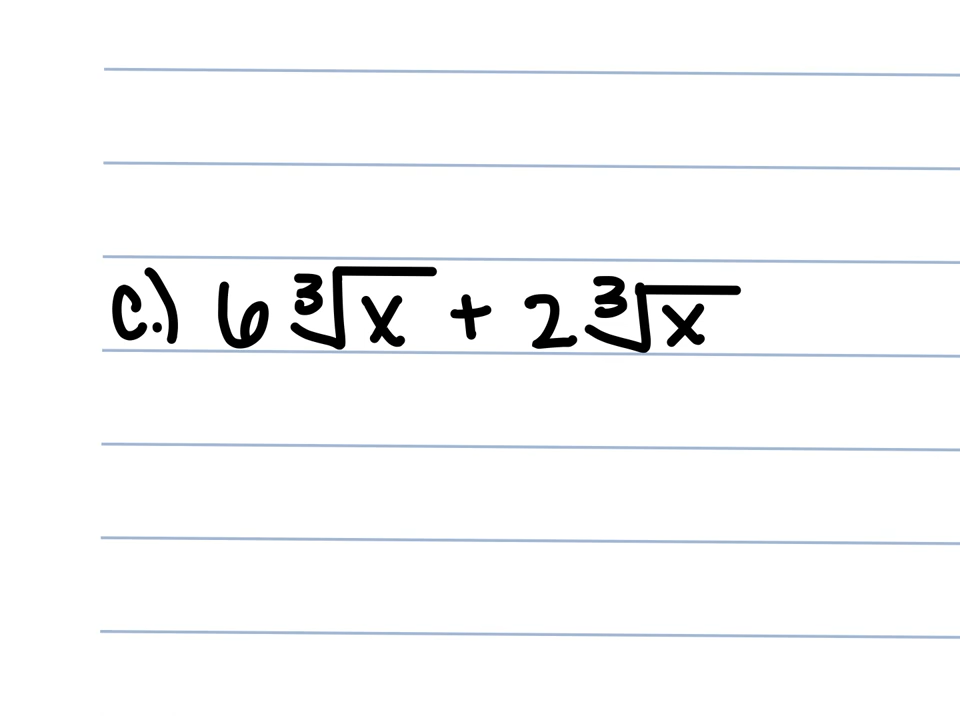 c.) 6 ∛x + 2 ∛x